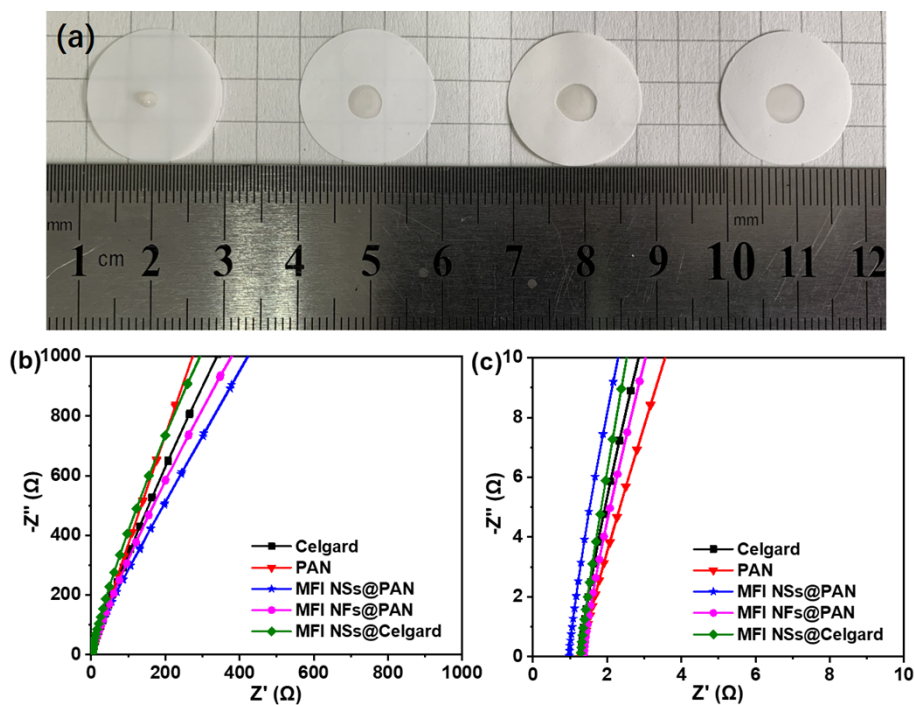 (a)
mm
mm
1 cm 2 3 4 5 6 7 8 9 10 11 12
(b)
1000
800
600
400
200
0
-Z'' (Ω)
Celgard
PAN
MFI NSs@PAN
MFI NFs@PAN
MFI NSs@Celgard
0 200 400 600 800 1000
Z' (Ω)
(c)
10
8
6
4
2
0
-Z'' (Ω)
Celgard
PAN
MFI NSs@PAN
MFI NFs@PAN
MFI NSs@Celgard
0 2 4 6 8 10
Z' (Ω)